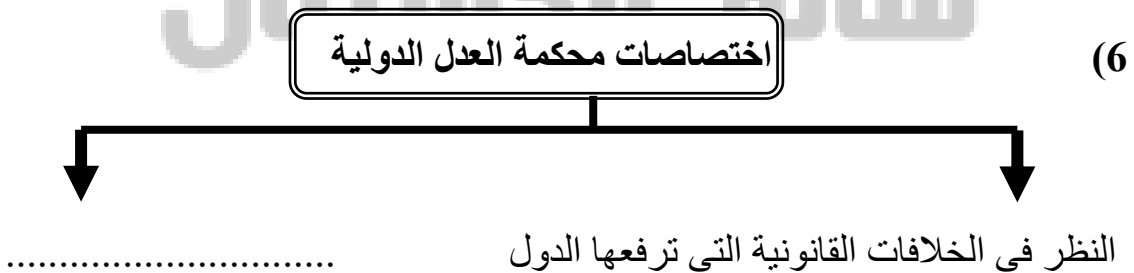 (6
اختصاصات محكمة العدل الدولية
النظر فى الخلافات القانونية التى ترفعها الدول ...............................